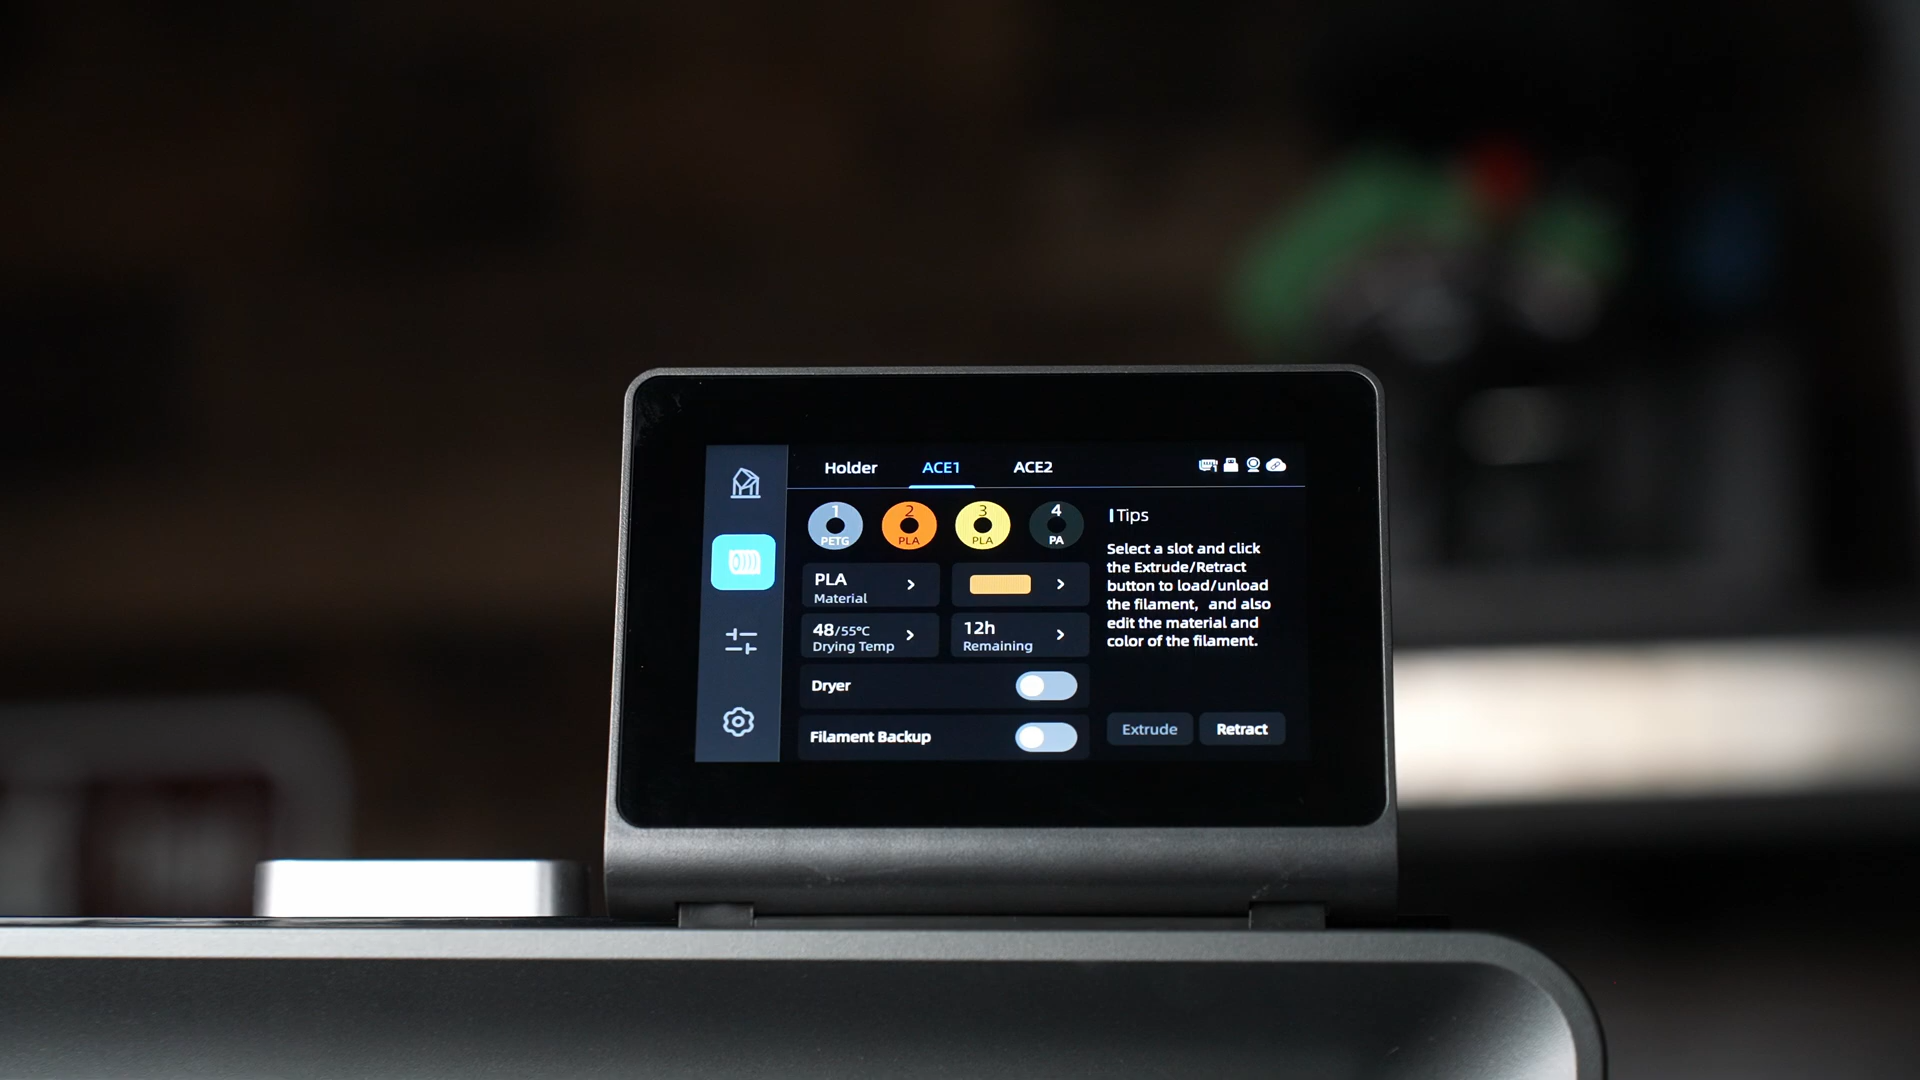 Holder ACE1 ACE2
1 2 3 4
PETG PLA PLA PA
PLA
Material
48/55°C
Drying Temp
12h
Remaining
Dryer
Filament Backup
Tips
Select a slot and click
the Extrude/Retract
button to load/unload
the filament, and also
edit the material and
color of the filament.
Extrude Retract